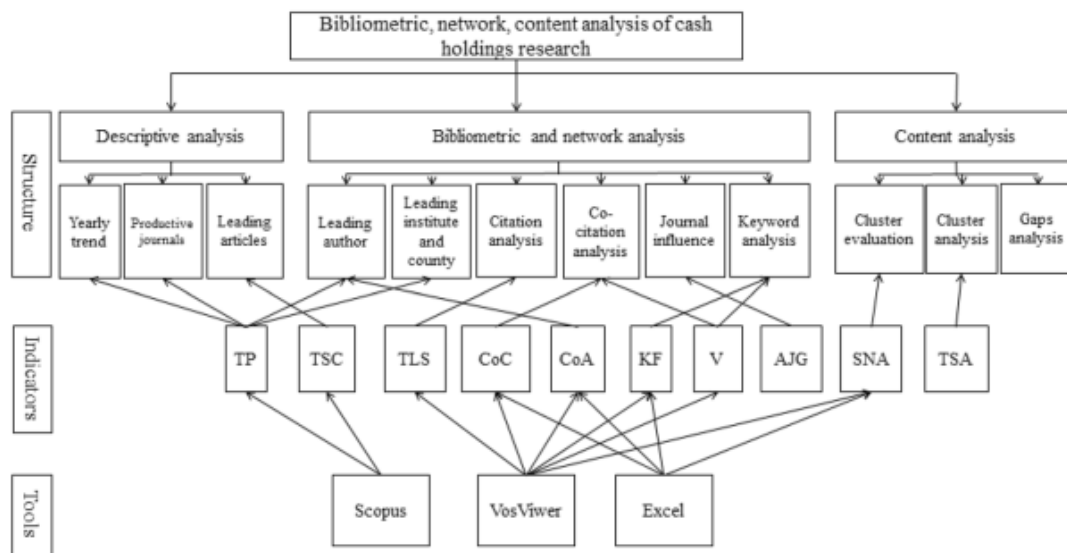 Bibliometric, network, content analysis of cash
holdings research
Structure
Descriptive analysis
Bibliometric and network analysis
Content analysis
Yearly
trend
Productive
journals
Leading
articles
Leading
author
Leading
institute
and
county
Citation
analysis
Co-
citation
analysis
Journal
influence
Keyword
analysis
Cluster
evaluation
Cluster
analysis
Gaps
analysis
Indicators
TP
TSC
TLS
CoC
CoA
KF
V
AJG
SNA
TSA
Tools
Scopus
VosViwer
Excel